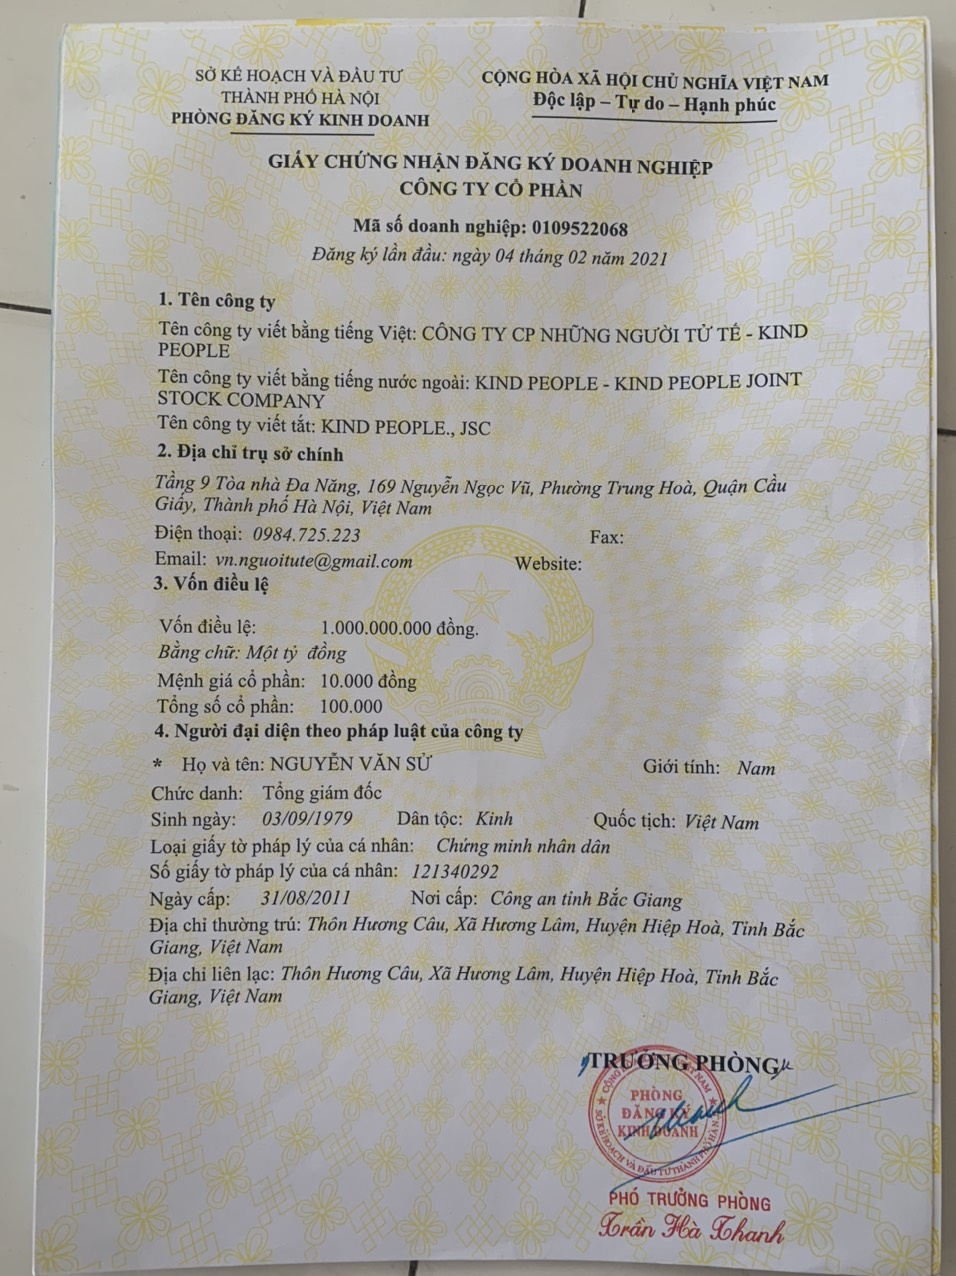 SỞ KẾ HOẠCH VÀ ĐẦU TƯ
THÀNH PHỐ HÀ NỘI
PHÒNG ĐĂNG KÝ KINH DOANH
CỘNG HÒA XÃ HỘI CHỦ NGHĨA VIỆT NAM
Độc lập – Tự do – Hạnh phúc
GIẤY CHỨNG NHẬN ĐĂNG KÝ DOANH NGHIỆP
CÔNG TY CỔ PHẦN
Mã số doanh nghiệp: 0109522068
Đăng ký lần đầu: ngày 04 tháng 02 năm 2021
1. Tên công ty
Tên công ty viết bằng tiếng Việt: CÔNG TY CP NHỮNG NGƯỜI TỬ TẾ - KIND
PEOPLE
Tên công ty viết bằng tiếng nước ngoài: KIND PEOPLE - KIND PEOPLE JOINT
STOCK COMPANY
Tên công ty viết tắt: KIND PEOPLE., JSC
2. Địa chỉ trụ sở chính
Tầng 9 Tòa nhà Đa Năng, 169 Nguyễn Ngọc Vũ, Phường Trung Hoà, Quận Cầu
Giấy, Thành phố Hà Nội, Việt Nam
Điện thoại: 0984.725.223 Fax:
Email: vn.nguoitute@gmail.com Website:
3. Vốn điều lệ
Vốn điều lệ: 1.000.000.000 đồng.
Bằng chữ: Một tỷ đồng
Mệnh giá cổ phần: 10.000 đồng
Tổng số cổ phần: 100.000
4. Người đại diện theo pháp luật của công ty
* Họ và tên: NGUYỄN VĂN SỬ Giới tính: Nam
Chức danh: Tổng giám đốc
Sinh ngày: 03/09/1979 Dân tộc: Kinh Quốc tịch: Việt Nam
Loại giấy tờ pháp lý của cá nhân: Chứng minh nhân dân
Số giấy tờ pháp lý của cá nhân: 121340292
Ngày cấp: 31/08/2011 Nơi cấp: Công an tỉnh Bắc Giang
Địa chỉ thường trú: Thôn Hương Câu, Xã Hương Lâm, Huyện Hiệp Hoà, Tỉnh Bắc
Giang, Việt Nam
Địa chỉ liên lạc: Thôn Hương Câu, Xã Hương Lâm, Huyện Hiệp Hoà, Tỉnh Bắc
Giang, Việt Nam
TRƯỞNG PHÒNG
PHÒNG
ĐĂNG KÝ
KINH DOANH
SỞ KẾ HOẠCH VÀ ĐẦU TƯ THÀNH PHỐ HÀ N
PHÓ TRƯỞNG PHÒNG
Trần Hà Thanh